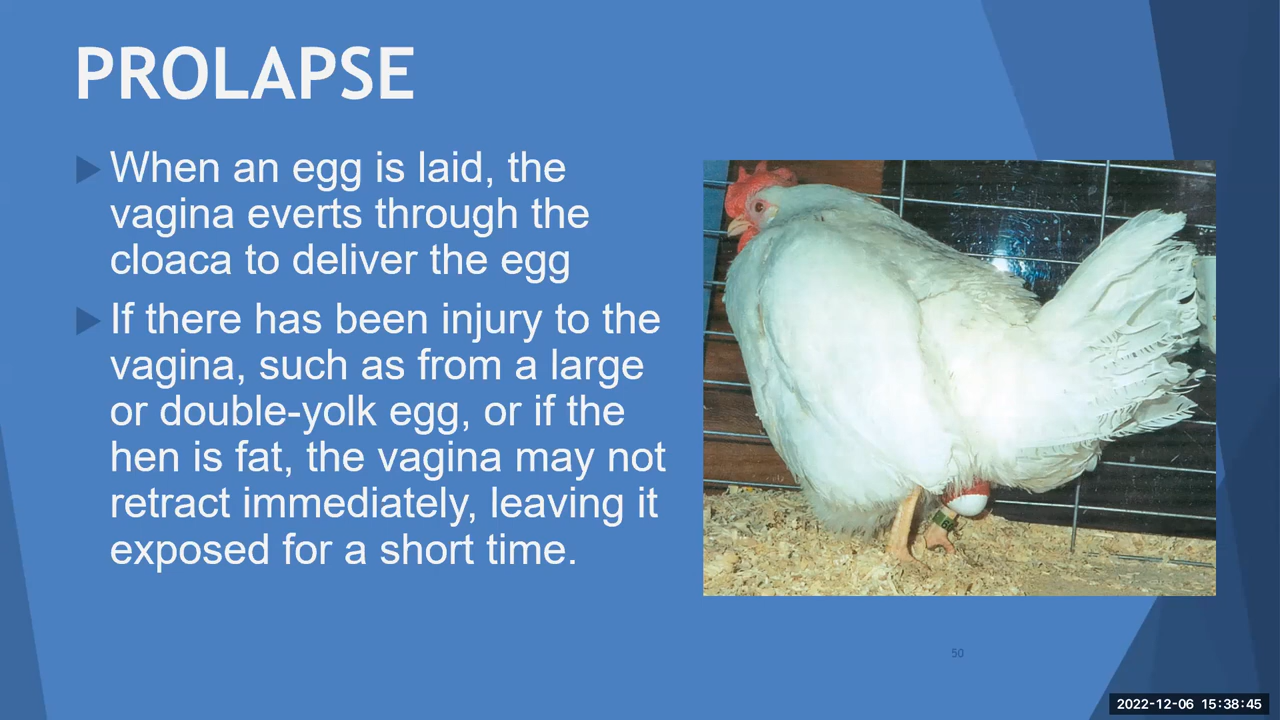 PROLAPSE
When an egg is laid, the
vagina everts through the
cloaca to deliver the egg
If there has been injury to the
vagina, such as from a large
or double-yolk egg, or if the
hen is fat, the vagina may not
retract immediately, leaving it
exposed for a short time.
50
2022-12-06 15:38:45